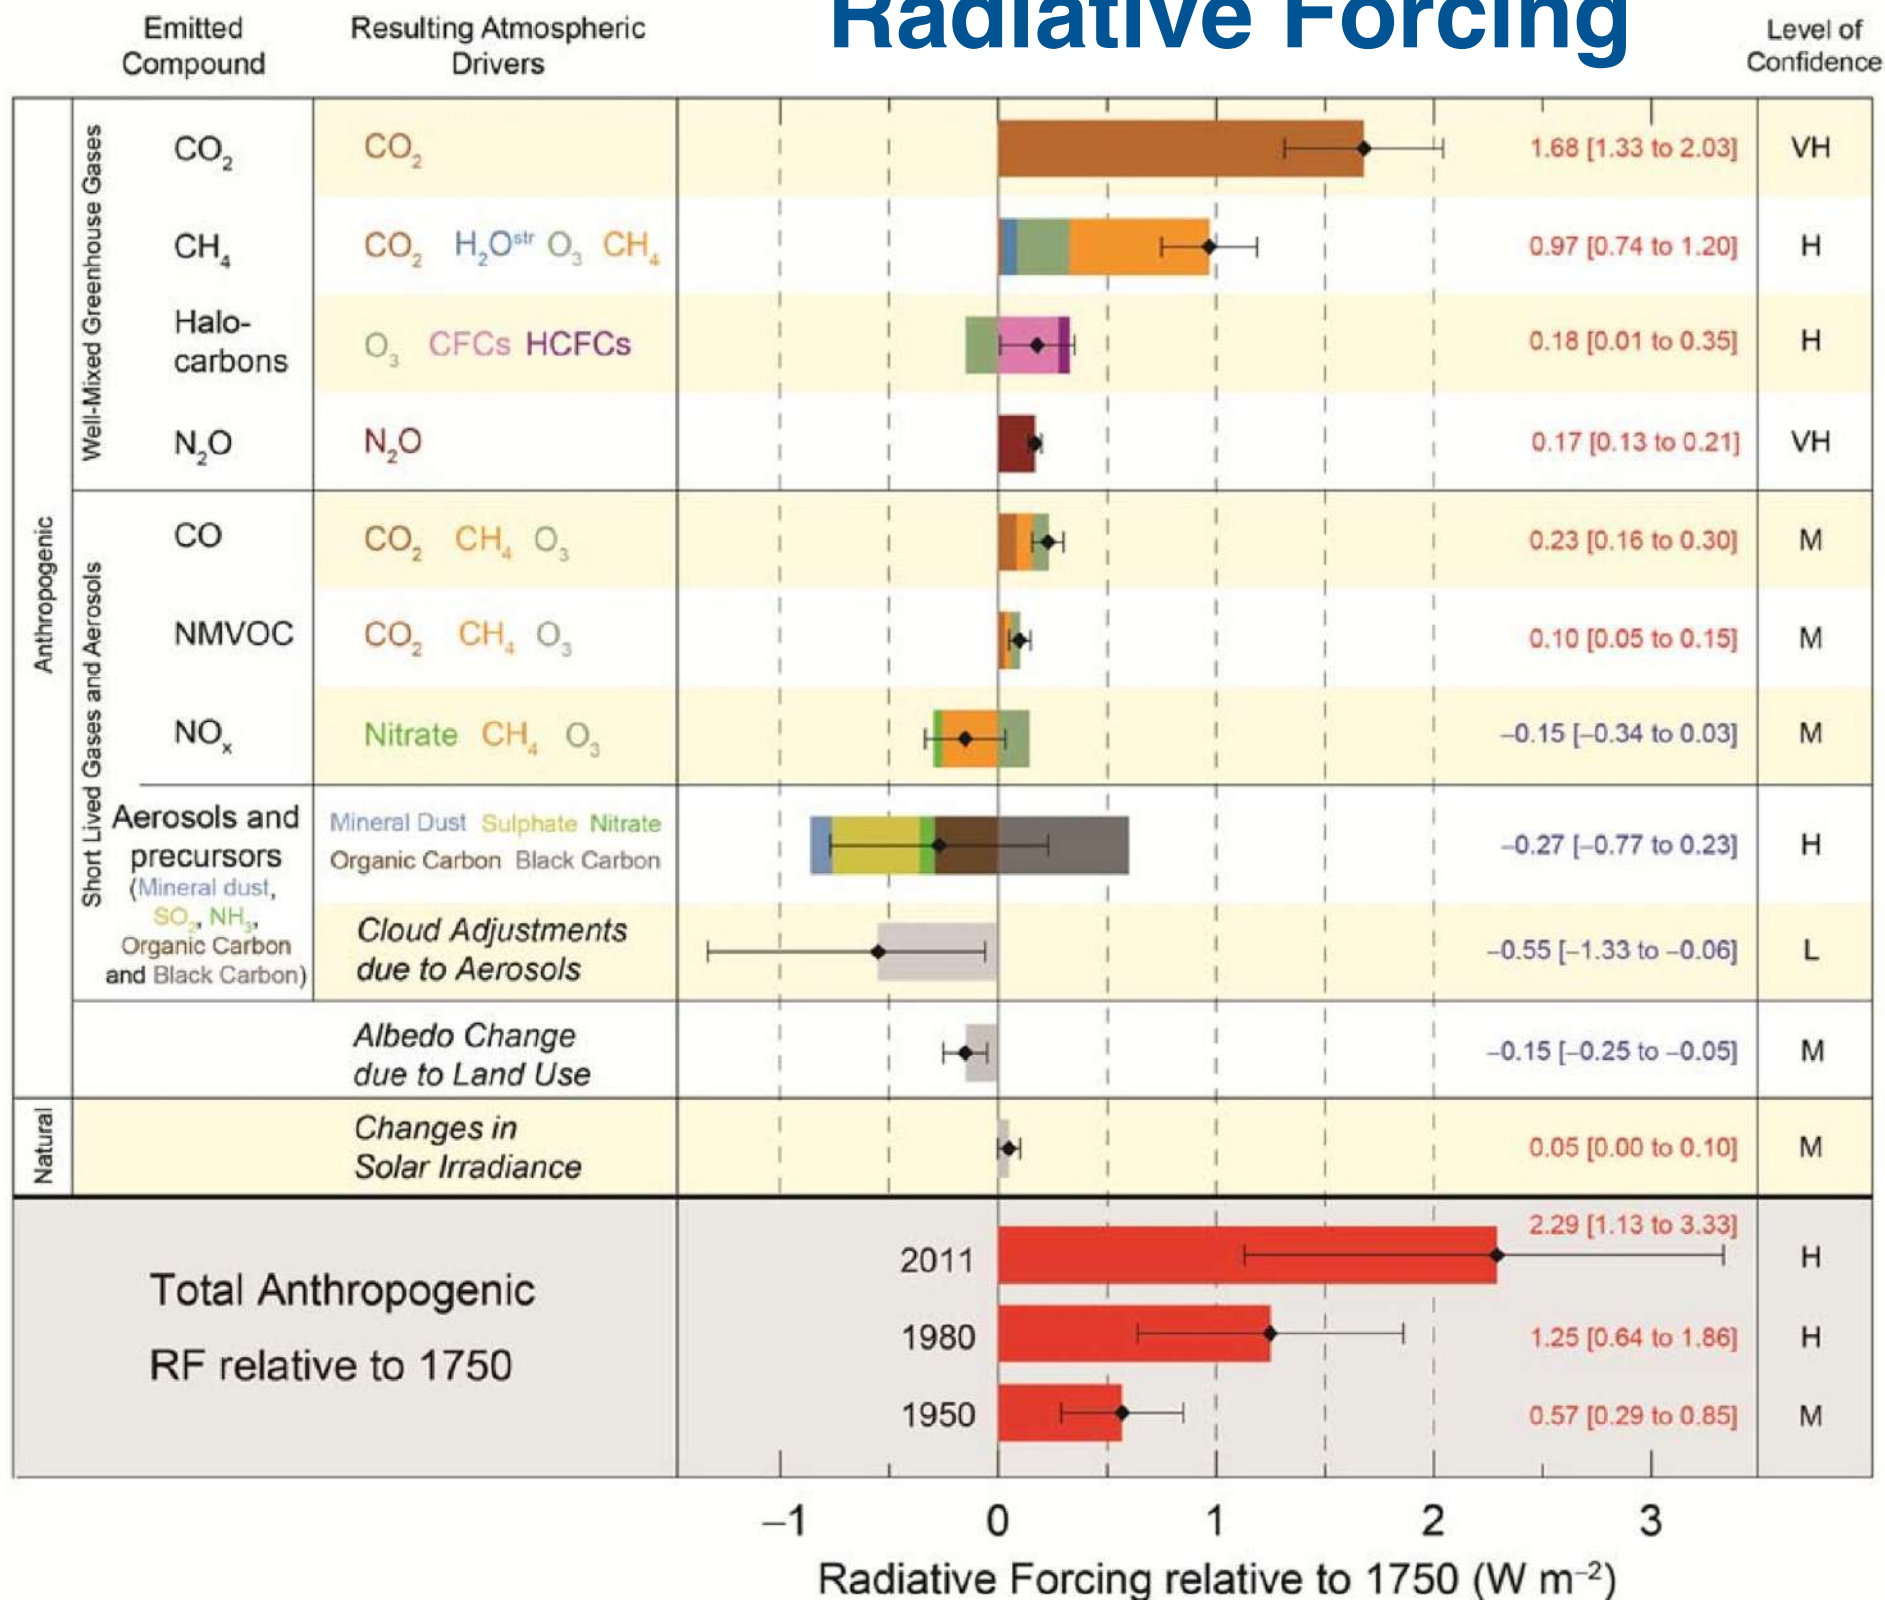 Radiative Forcing
Emitted
Compound
Resulting Atmospheric
Drivers
Level of
Confidence
Anthropogenic
Well-Mixed Greenhouse Gases
CO₂ CO₂ 1.68 [1.33 to 2.03] VH
CH₄ CO₂ H₂Oˢᵗʳ O₃ CH₄ 0.97 [0.74 to 1.20] H
Halo-
carbons O₃ CFCs HCFCs 0.18 [0.01 to 0.35] H
N₂O N₂O 0.17 [0.13 to 0.21] VH
Short Lived Gases and Aerosols
CO CO₂ CH₄ O₃ 0.23 [0.16 to 0.30] M
NMVOC CO₂ CH₄ O₃ 0.10 [0.05 to 0.15] M
NOₓ Nitrate CH₄ O₃ –0.15 [–0.34 to 0.03] M
Aerosols and
precursors
(Mineral dust,
SO₂, NH₃,
Organic Carbon
and Black Carbon)
Mineral Dust Sulphate Nitrate
Organic Carbon Black Carbon
–0.27 [–0.77 to 0.23] H
Cloud Adjustments
due to Aerosols
–0.55 [–1.33 to –0.06] L
Albedo Change
due to Land Use
–0.15 [–0.25 to –0.05] M
Natural
Changes in
Solar Irradiance
0.05 [0.00 to 0.10] M
Total Anthropogenic
RF relative to 1750
2011 2.29 [1.13 to 3.33] H
1980 1.25 [0.64 to 1.86] H
1950 0.57 [0.29 to 0.85] M
–1 0 1 2 3
Radiative Forcing relative to 1750 (W m⁻²)